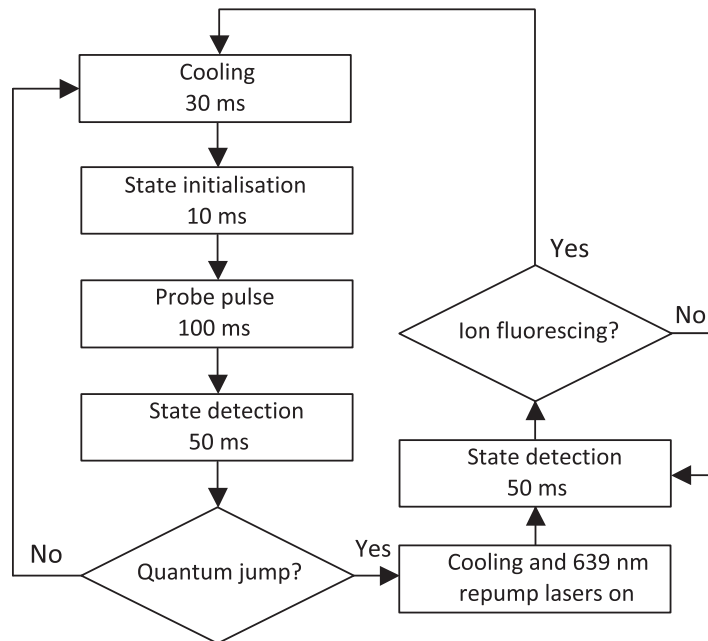 Cooling
30 ms
State initialisation
10 ms
Probe pulse
100 ms
State detection
50 ms
Quantum jump?
No
Yes
Cooling and 639 nm
repump lasers on
State detection
50 ms
Ion fluorescing?
Yes
No